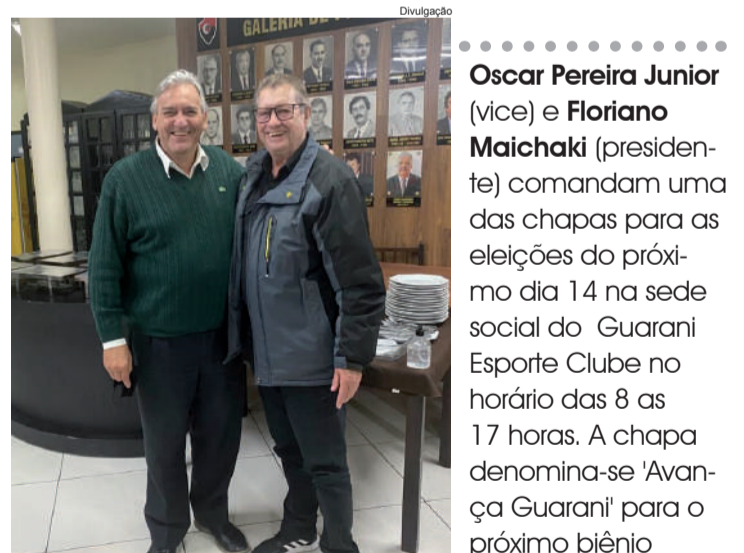 Divulgação
GALERIA DE
Oscar Pereira Junior
(vice) e Floriano
Maichaki (presiden-
te) comandam uma
das chapas para as
eleições do próxi-
mo dia 14 na sede
social do Guarani
Esporte Clube no
horário das 8 as
17 horas. A chapa
denomina-se 'Avan-
ça Guarani' para o
próximo biênio